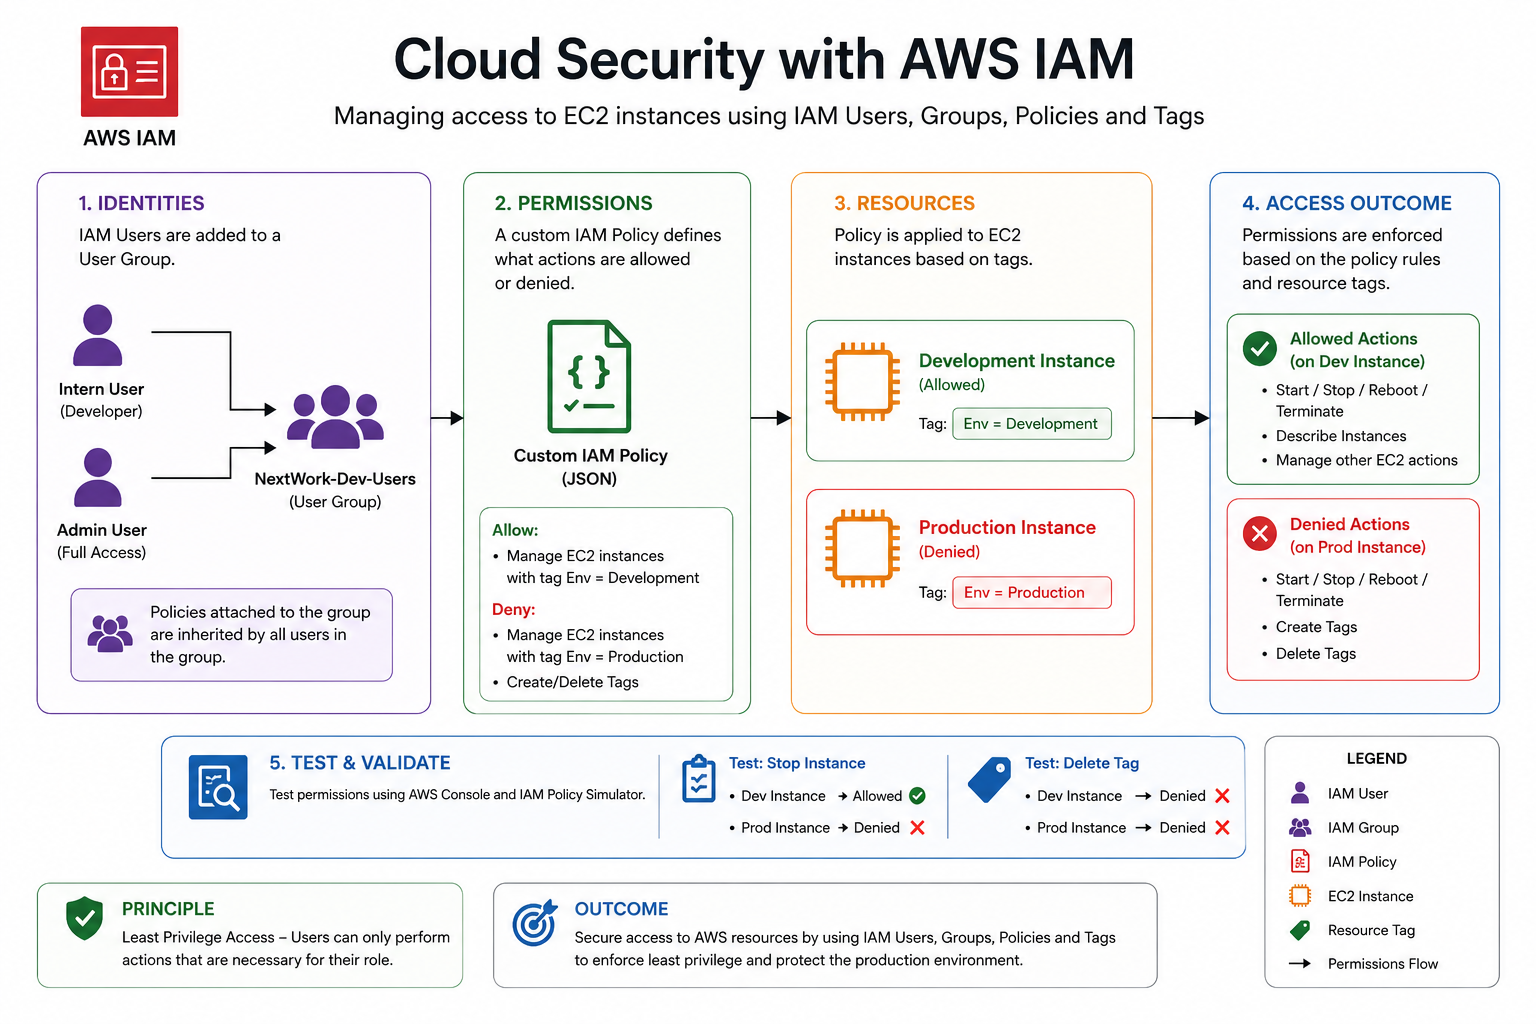 AWS IAM
Cloud Security with AWS IAM
Managing access to EC2 instances using IAM Users, Groups, Policies and Tags
1. IDENTITIES
IAM Users are added to a
User Group.
Intern User
(Developer)
Admin User
(Full Access)
NextWork-Dev-Users
(User Group)
Policies attached to the group
are inherited by all users in
the group.
2. PERMISSIONS
A custom IAM Policy defines
what actions are allowed
or denied.
{ }
Custom IAM Policy
(JSON)
Allow:
• Manage EC2 instances
with tag Env = Development
Deny:
• Manage EC2 instances
with tag Env = Production
• Create/Delete Tags
3. RESOURCES
Policy is applied to EC2
instances based on tags.
Development Instance
(Allowed)
Tag: Env = Development
Production Instance
(Denied)
Tag: Env = Production
4. ACCESS OUTCOME
Permissions are enforced
based on the policy rules
and resource tags.
Allowed Actions
(on Dev Instance)
• Start / Stop / Reboot /
Terminate
• Describe Instances
• Manage other EC2 actions
Denied Actions
(on Prod Instance)
• Start / Stop / Reboot /
Terminate
• Create Tags
• Delete Tags
5. TEST & VALIDATE
Test permissions using AWS Console and IAM Policy Simulator.
Test: Stop Instance
• Dev Instance → Allowed
• Prod Instance → Denied
Test: Delete Tag
• Dev Instance → Denied
• Prod Instance → Denied
LEGEND
IAM User
IAM Group
IAM Policy
EC2 Instance
Resource Tag
Permissions Flow
PRINCIPLE
Least Privilege Access – Users can only perform
actions that are necessary for their role.
OUTCOME
Secure access to AWS resources by using IAM Users, Groups, Policies and Tags
to enforce least privilege and protect the production environment.